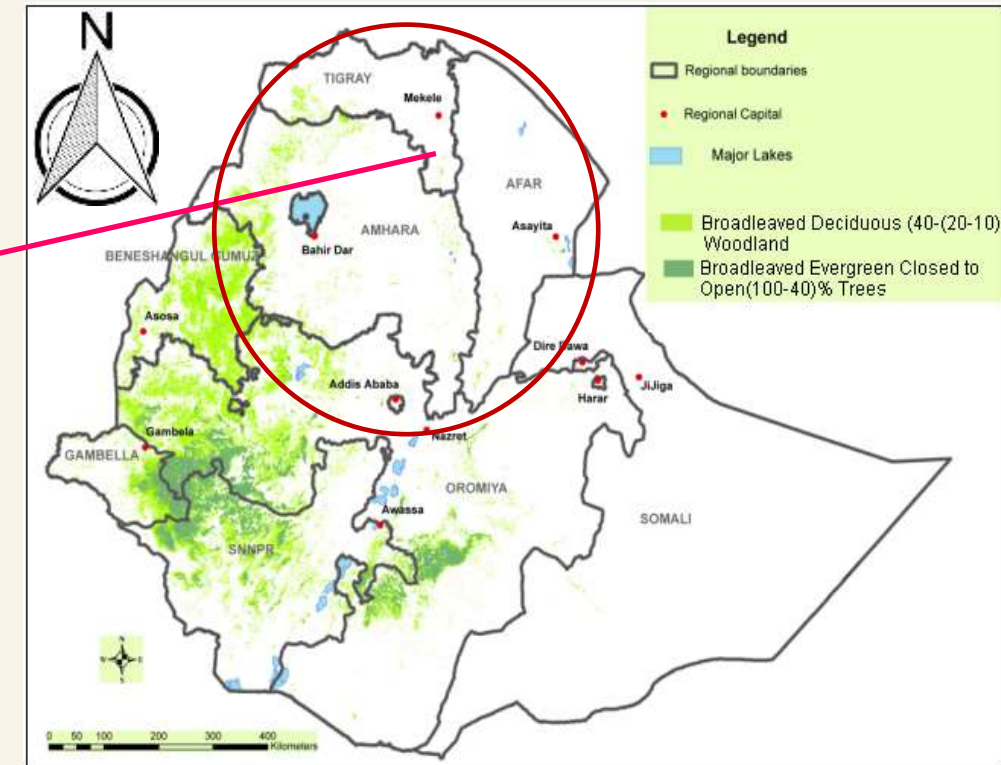 N
Legend
Regional boundaries
Regional Capital
Major Lakes
Broadleaved Deciduous (40-(20-10)
Woodland
Broadleaved Evergreen Closed to
Open(100-40)% Trees
TIGRAY
Mekele
AFAR
AMHARA
Asayita
Bahir Dar
BENESHANGUL GUMUZ
Asosa
Dire Dawa
Addis Ababa
Harar
JiJiga
Nazret
Gambela
GAMBELLA
OROMIYA
Awassa
SOMALI
SNNPR
N
W
E
S
0 50 100 200 300 400
Kilometers